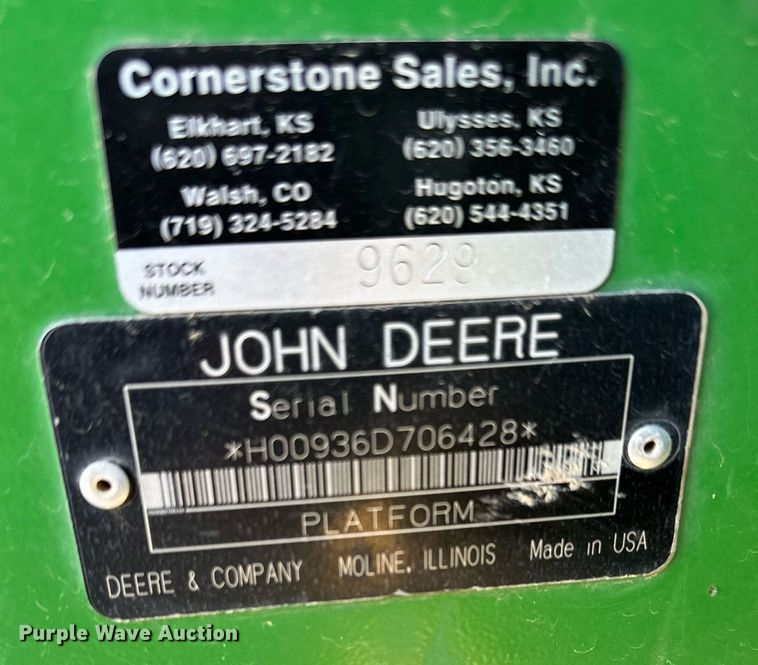 Cornerstone Sales, Inc.
Elkhart, KS Ulysses, KS
(620) 697-2182 (620) 356-3460
Walsh, CO Hugoton, KS
(719) 324-5284 (620) 544-4351
STOCK NUMBER 9629
JOHN DEERE
Serial Number
*H00936D706428*
PLATFORM
DEERE & COMPANY MOLINE, ILLINOIS Made in USA
Purple Wave Auction